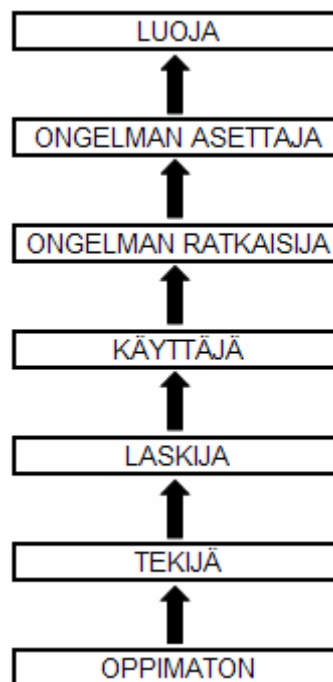 LUOJA
ONGELMAN ASETTAJA
ONGELMAN RATKAISIJA
KÄYTTÄJÄ
LASKIJA
TEKIJÄ
OPPIMATON